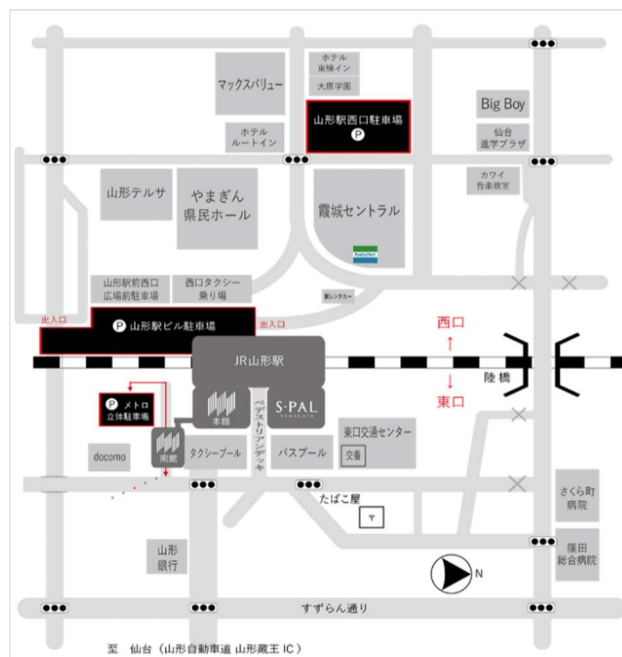 ホテル
東横イン
大原学園
マックスバリュー
山形駅西口駐車場
P
Big Boy
仙台
進学プラザ
ホテル
ルートイン
カワイ
音楽教室
山形テルサ
やまぎん
県民ホール
霞城セントラル
FamilyMart
山形駅前西口
広場前駐車場
西口タクシー
乗り場
駅レンタカー
出入口
P 山形駅ビル駐車場
出入口
西口
JR山形駅
陸橋
東口
P メトロ
立体駐車場
本館
S-PAL
YAMAGATA
ペデストリアンデッキ
南館
docomo
タクシープール
バスプール
東口交通センター
交番
たばこ屋
〒
さくら町
病院
山形
銀行
篠田
総合病院
N
すずらん通り
至 仙台（山形自動車道 山形蔵王 IC）